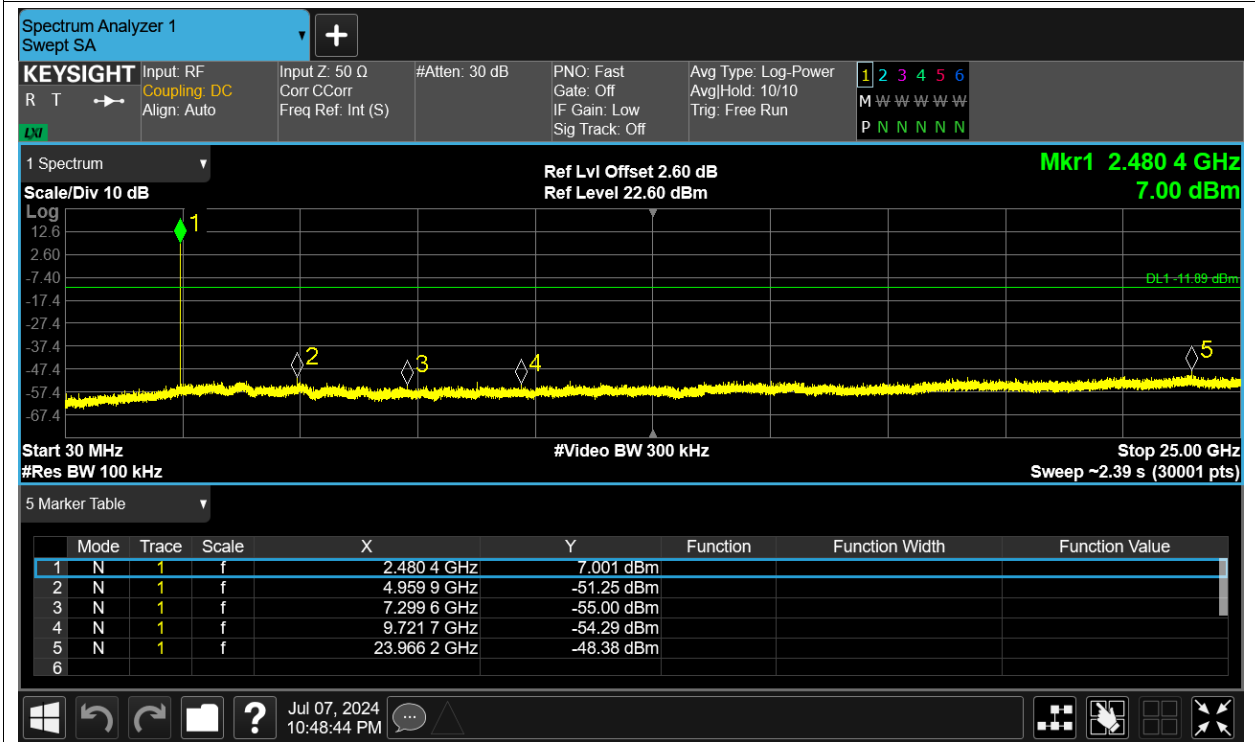 Spectrum Analyzer 1
Swept SA
KEYSIGHT Input: RF Input Z: 50 Ω #Atten: 30 dB PNO: Fast Avg Type: Log-Power 1 2 3 4 5 6
R T Coupling: DC Corr CCorr Gate: Off Avg|Hold: 10/10 M W W W W W
Align: Auto Freq Ref: Int (S) IF Gain: Low Trig: Free Run
LXI Sig Track: Off P N N N N N
1 Spectrum Ref Lvl Offset 2.60 dB Mkr1 2.480 4 GHz
Scale/Div 10 dB Ref Level 22.60 dBm 7.00 dBm
Log
1
12.6
2.60
-7.40
DL1 -11.89 dBm
-17.4
-27.4
-37.4
2 3 4 5
-47.4
-57.4
-67.4
Start 30 MHz #Video BW 300 kHz Stop 25.00 GHz
#Res BW 100 kHz Sweep ~2.39 s (30001 pts)
5 Marker Table
Mode Trace Scale X Y Function Function Width Function Value
1 N 1 f 2.480 4 GHz 7.001 dBm
2 N 1 f 4.959 9 GHz -51.25 dBm
3 N 1 f 7.299 6 GHz -55.00 dBm
4 N 1 f 9.721 7 GHz -54.29 dBm
5 N 1 f 23.966 2 GHz -48.38 dBm
6
? Jul 07, 2024
10:48:44 PM